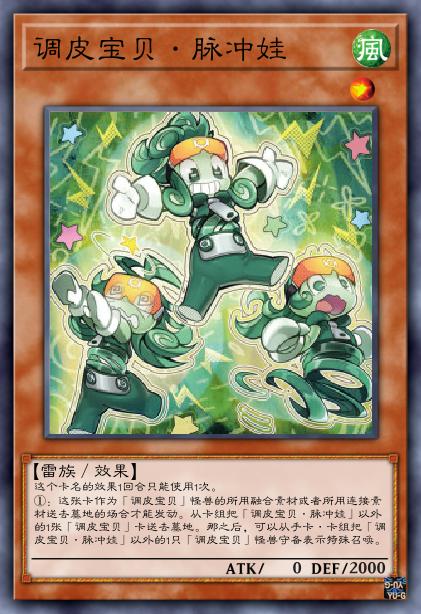 调皮宝贝·脉冲娃
風
【雷族/效果】
这个卡名的效果1回合只能使用1次。
①:这张卡作为「调皮宝贝」怪兽的所用融合素材或者所用连接素
材送去墓地的场合才能发动。从卡组把「调皮宝贝·脉冲娃」以外
的1张「调皮宝贝」卡送去墓地。那之后,可以从手卡·卡组把「调
皮宝贝·脉冲娃」以外的1只「调皮宝贝」怪兽守备表示特殊召唤。
ATK/ 0 DEF/2000
YU-G